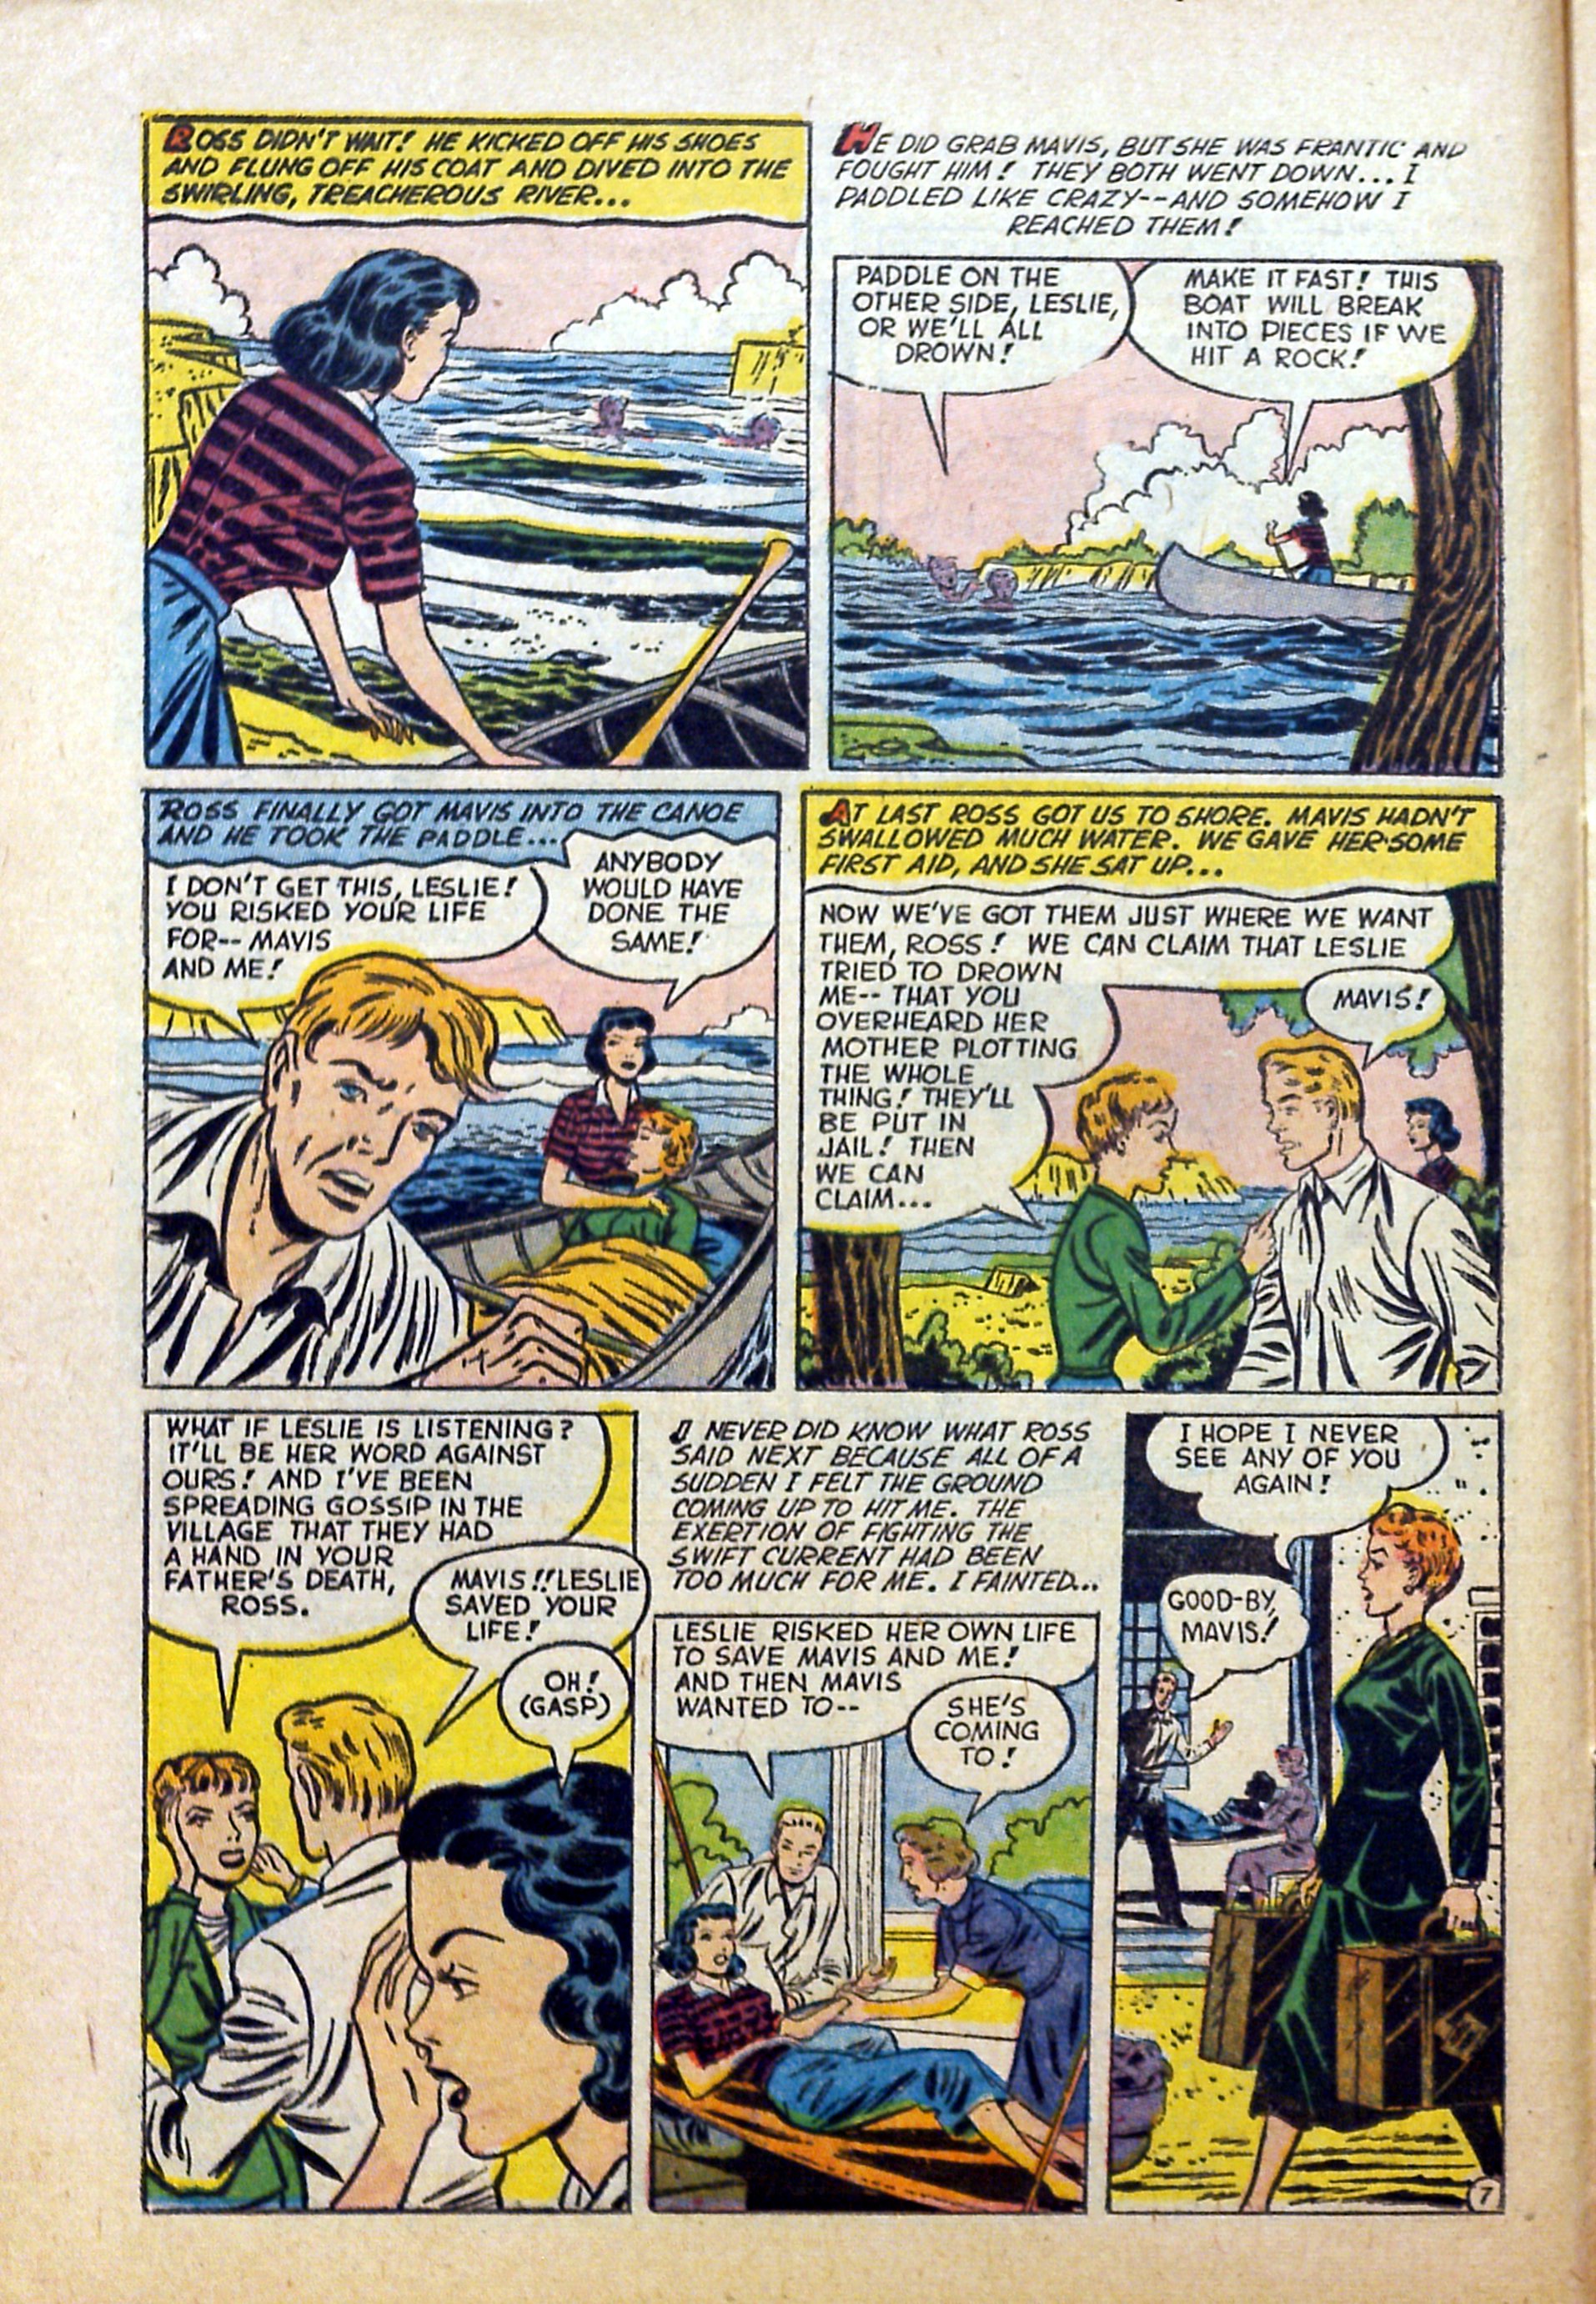 ROSS DIDN'T WAIT! HE KICKED OFF HIS SHOES
AND FLUNG OFF HIS COAT AND DIVED INTO THE
SWIRLING, TREACHEROUS RIVER...
HE DID GRAB MAVIS, BUT SHE WAS FRANTIC AND
FOUGHT HIM! THEY BOTH WENT DOWN... I
PADDLED LIKE CRAZY--AND SOMEHOW I
REACHED THEM!
PADDLE ON THE
OTHER SIDE, LESLIE,
OR WE'LL ALL
DROWN!
MAKE IT FAST! THIS
BOAT WILL BREAK
INTO PIECES IF WE
HIT A ROCK!
ROSS FINALLY GOT MAVIS INTO THE CANOE
AND HE TOOK THE PADDLE...
I DON'T GET THIS, LESLIE!
YOU RISKED YOUR LIFE
FOR-- MAVIS
AND ME!
ANYBODY
WOULD HAVE
DONE THE
SAME!
AT LAST ROSS GOT US TO SHORE. MAVIS HADN'T
SWALLOWED MUCH WATER. WE GAVE HER SOME
FIRST AID, AND SHE SAT UP...
NOW WE'VE GOT THEM JUST WHERE WE WANT
THEM, ROSS! WE CAN CLAIM THAT LESLIE
TRIED TO DROWN
ME-- THAT YOU
OVERHEARD HER
MOTHER PLOTTING
THE WHOLE
THING! THEY'LL
BE PUT IN
JAIL! THEN
WE CAN
CLAIM...
MAVIS!
WHAT IF LESLIE IS LISTENING?
IT'LL BE HER WORD AGAINST
OURS! AND I'VE BEEN
SPREADING GOSSIP IN THE
VILLAGE THAT THEY HAD
A HAND IN YOUR
FATHER'S DEATH,
ROSS.
MAVIS!! LESLIE
SAVED YOUR
LIFE!
OH!
(GASP)
I NEVER DID KNOW WHAT ROSS
SAID NEXT BECAUSE ALL OF A
SUDDEN I FELT THE GROUND
COMING UP TO HIT ME. THE
EXERTION OF FIGHTING THE
SWIFT CURRENT HAD BEEN
TOO MUCH FOR ME. I FAINTED...
LESLIE RISKED HER OWN LIFE
TO SAVE MAVIS AND ME!
AND THEN MAVIS
WANTED TO--
SHE'S
COMING
TO!
I HOPE I NEVER
SEE ANY OF YOU
AGAIN!
GOOD-BY,
MAVIS!
7